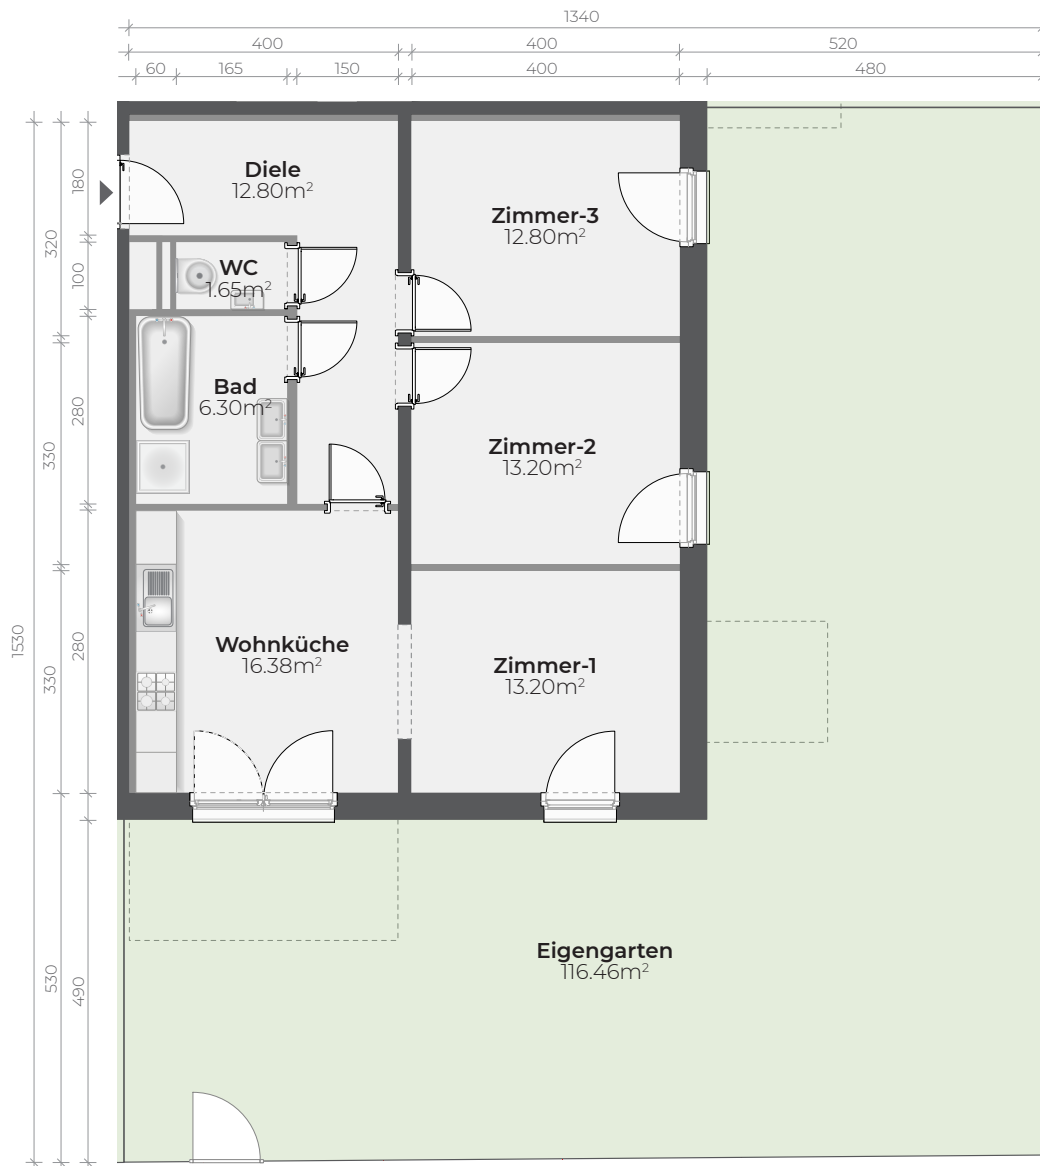 1340
400
400
520
60
165
150
400
480
180
320
100
280
330
1530
280
330
530
490
Diele
12.80m²
Zimmer-3
12.80m²
WC
1.65m²
Bad
6.30m²
Zimmer-2
13.20m²
Wohnküche
16.38m²
Zimmer-1
13.20m²
Eigengarten
116.46m²